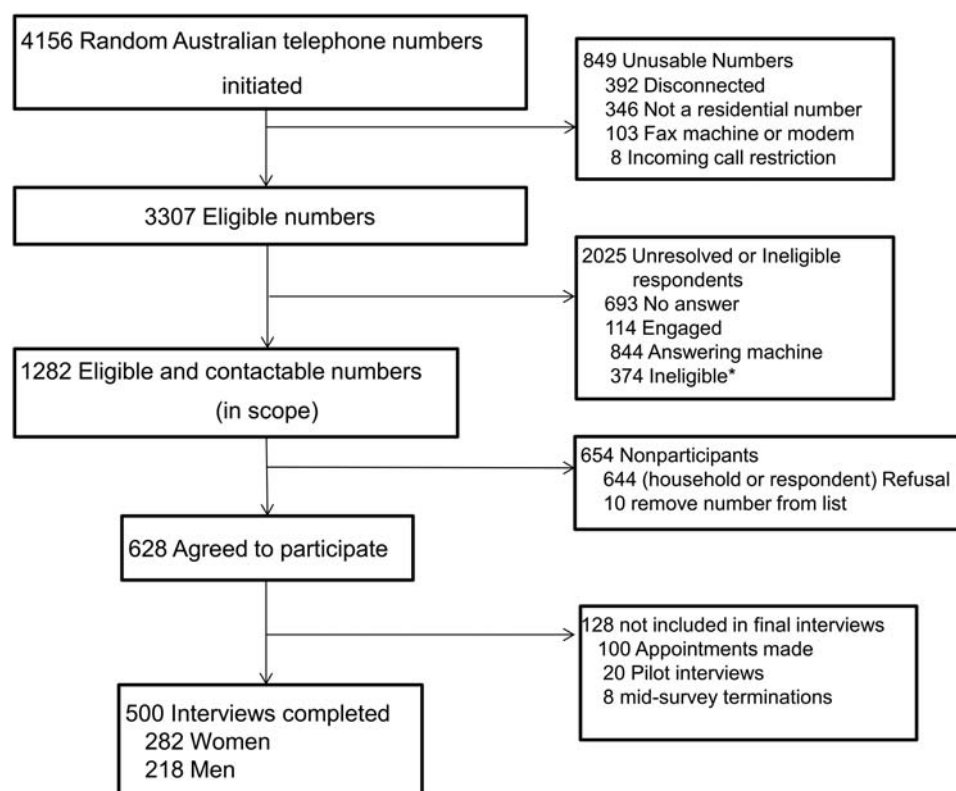 4156 Random Australian telephone numbers
initiated
849 Unusable Numbers
392 Disconnected
346 Not a residential number
103 Fax machine or modem
8 Incoming call restriction
3307 Eligible numbers
2025 Unresolved or Ineligible
respondents
693 No answer
114 Engaged
844 Answering machine
374 Ineligible*
1282 Eligible and contactable numbers
(in scope)
654 Nonparticipants
644 (household or respondent) Refusal
10 remove number from list
628 Agreed to participate
128 not included in final interviews
100 Appointments made
20 Pilot interviews
8 mid-survey terminations
500 Interviews completed
282 Women
218 Men